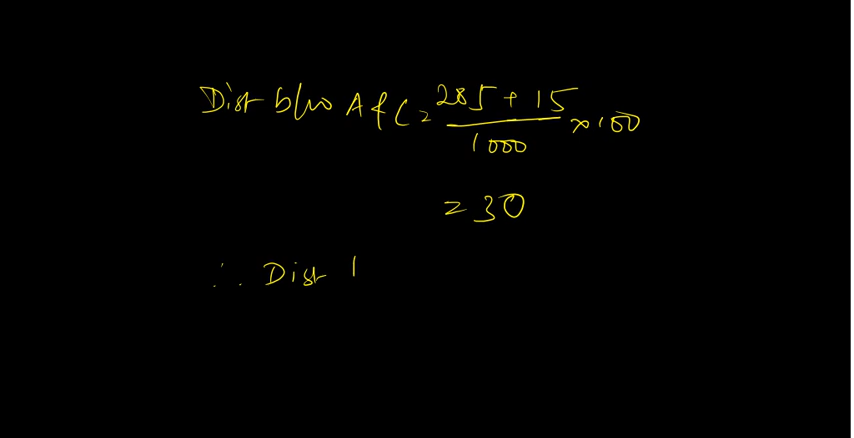 Dist b/w A & C = 285 + 15 / 1000 × 100
= 30
∴ Dist